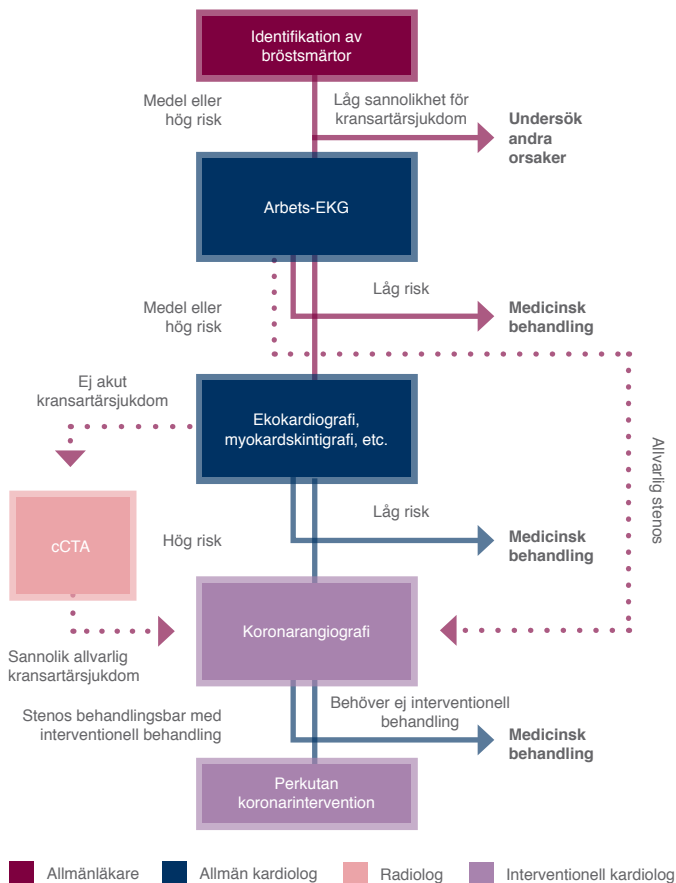 Identifikation av
bröstsmärtor
Medel eller
hög risk
Låg sannolikhet för
kransartärsjukdom
Undersök
andra
orsaker
Arbets-EKG
Låg risk
Medel eller
hög risk
Medicinsk
behandling
Ej akut
kransartärsjukdom
Ekokardiografi,
myokardskintigrafi, etc.
Allvarlig stenos
cCTA
Hög risk
Låg risk
Medicinsk
behandling
Koronarangiografi
Sannolik allvarlig
kransartärsjukdom
Stenos behandlingsbar med
interventionell behandling
Behöver ej interventionell
behandling
Medicinsk
behandling
Perkutan
koronarintervention
Allmänläkare
Allmän kardiolog
Radiolog
Interventionell kardiolog